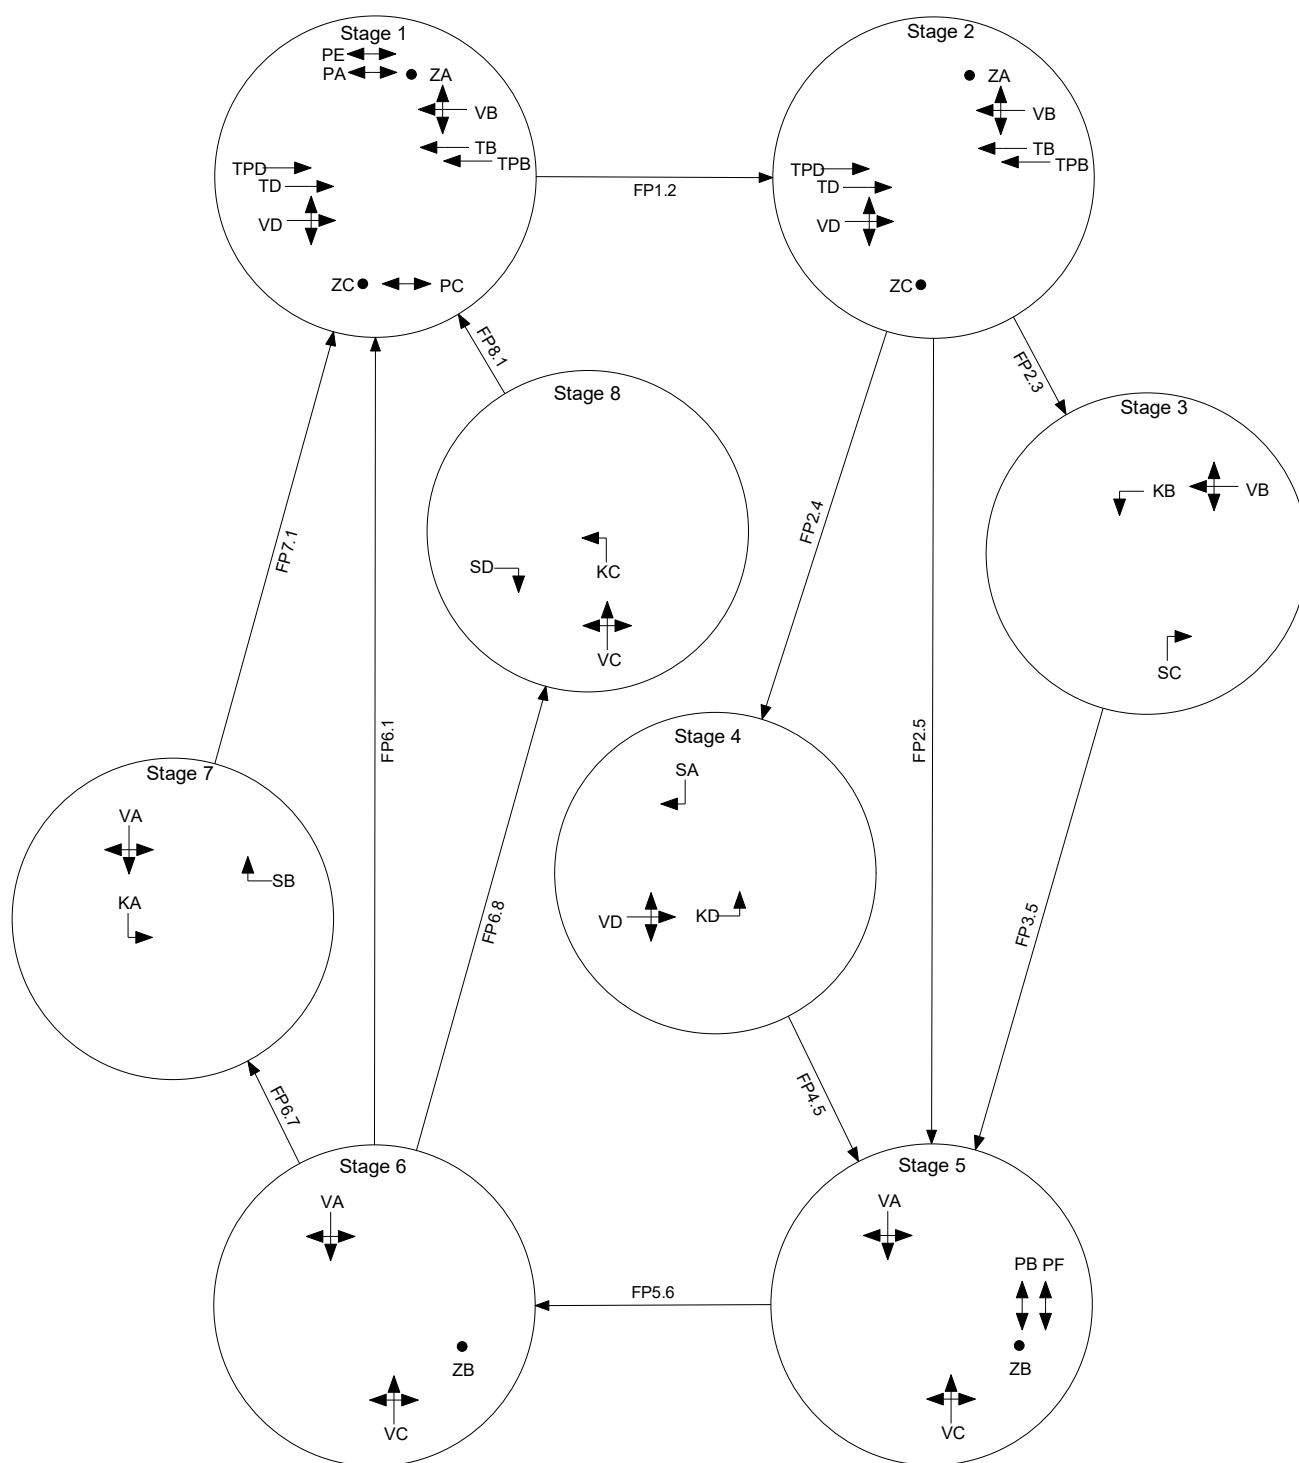 Stage 1
PE
PA
ZA
VB
TB
TPB
TPD
TD
VD
ZC
PC
FP1.2
Stage 2
ZA
VB
TB
TPB
TPD
TD
VD
ZC
FP8.1
FP2.3
Stage 8
SD
KC
VC
Stage 3
KB
VB
SC
FP7.1
FP6.1
FP2.4
FP2.5
Stage 4
SA
VD
KD
Stage 7
VA
KA
SB
FP6.8
FP3.5
FP6.7
FP4.5
Stage 6
VA
ZB
VC
FP5.6
Stage 5
VA
PB PF
ZB
VC